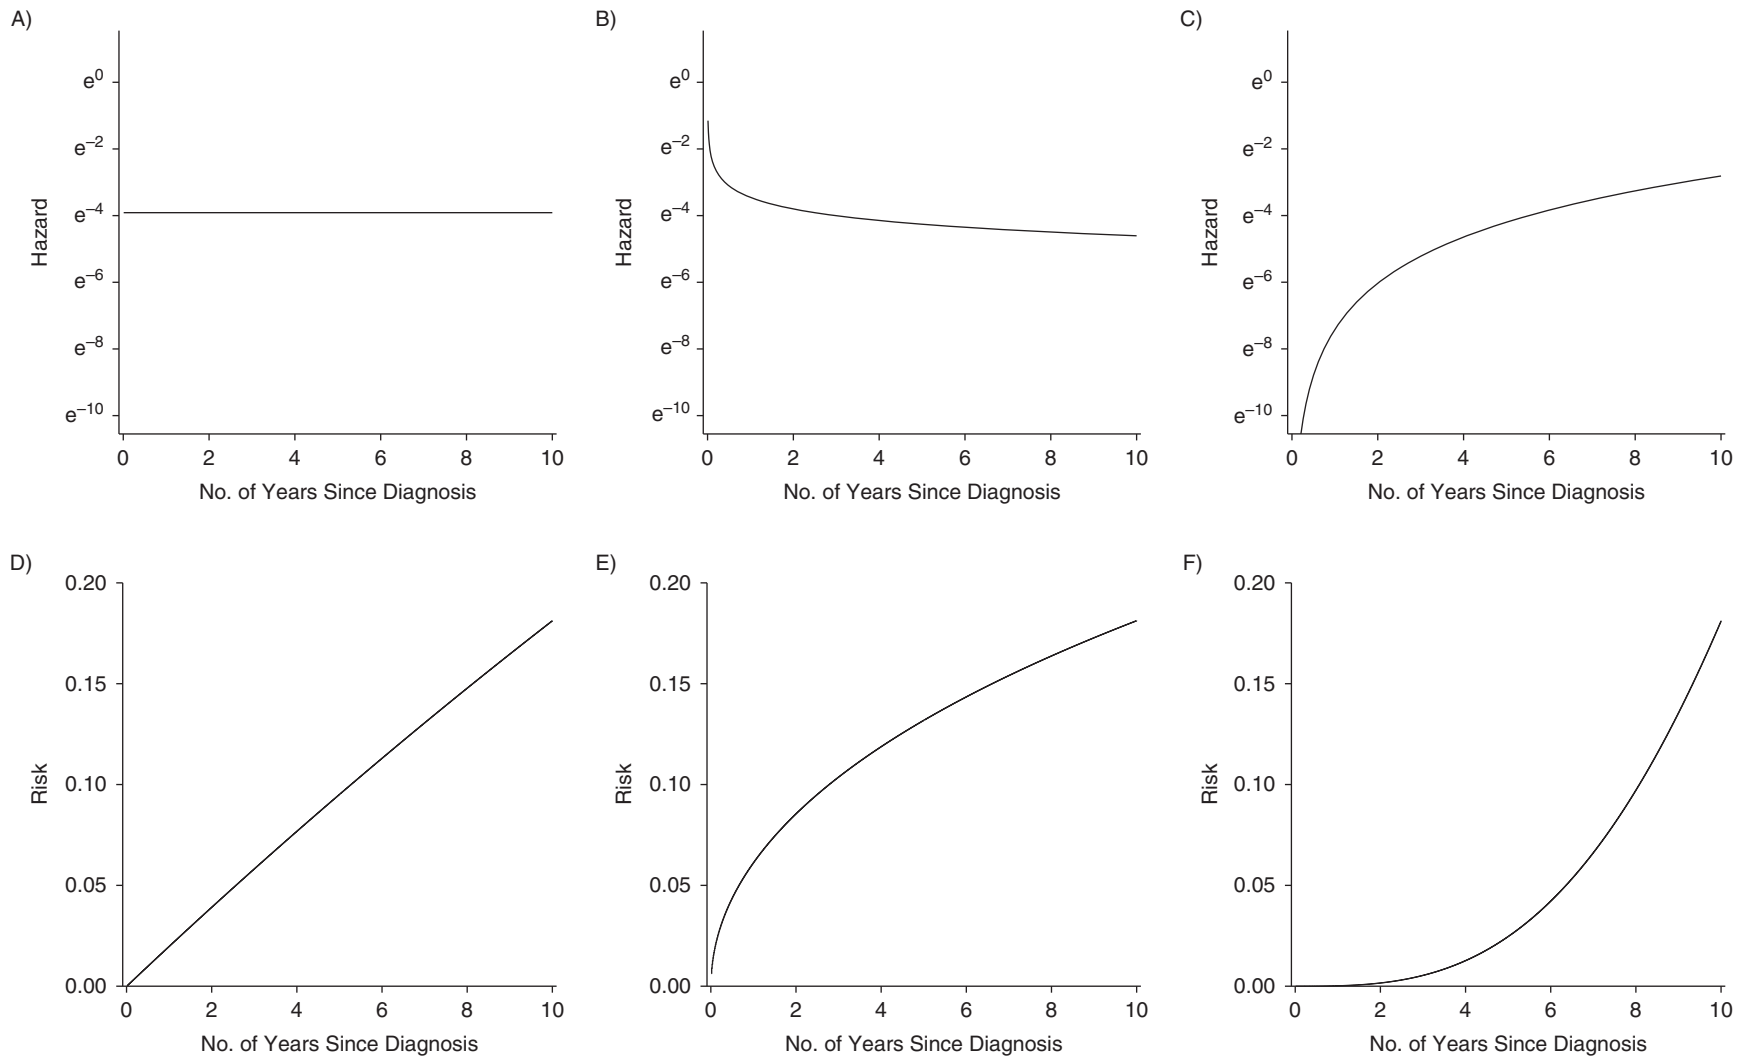 A)
B)
C)
e⁰
e⁻²
e⁻⁴
e⁻⁶
e⁻⁸
e⁻¹⁰
Hazard
0 2 4 6 8 10
No. of Years Since Diagnosis
e⁰
e⁻²
e⁻⁴
e⁻⁶
e⁻⁸
e⁻¹⁰
Hazard
0 2 4 6 8 10
No. of Years Since Diagnosis
e⁰
e⁻²
e⁻⁴
e⁻⁶
e⁻⁸
e⁻¹⁰
Hazard
0 2 4 6 8 10
No. of Years Since Diagnosis
D)
E)
F)
0.20
0.15
0.10
0.05
0.00
Risk
0 2 4 6 8 10
No. of Years Since Diagnosis
0.20
0.15
0.10
0.05
0.00
Risk
0 2 4 6 8 10
No. of Years Since Diagnosis
0.20
0.15
0.10
0.05
0.00
Risk
0 2 4 6 8 10
No. of Years Since Diagnosis